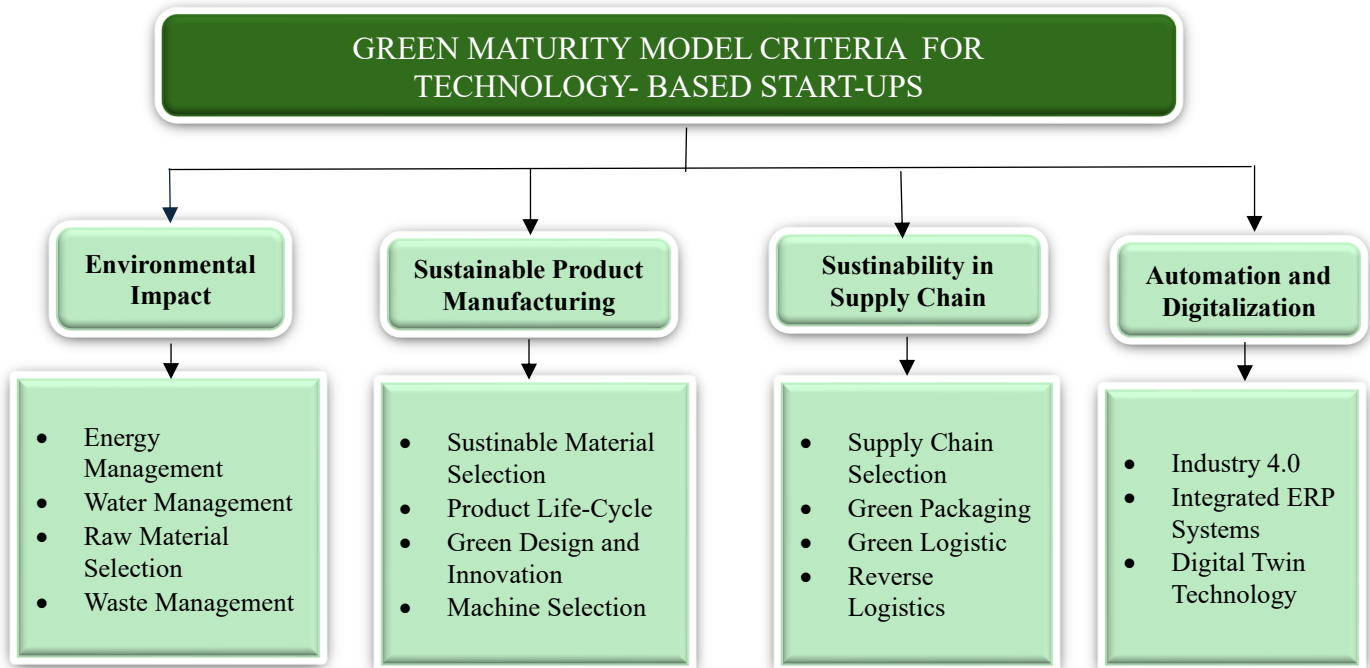 GREEN MATURITY MODEL CRITERIA FOR
TECHNOLOGY- BASED START-UPS
Environmental
Impact
Sustainable Product
Manufacturing
Sustinability in
Supply Chain
Automation and
Digitalization
• Energy
Management
• Water Management
• Raw Material
Selection
• Waste Management
• Sustinable Material
Selection
• Product Life-Cycle
• Green Design and
Innovation
• Machine Selection
• Supply Chain
Selection
• Green Packaging
• Green Logistic
• Reverse
Logistics
• Industry 4.0
• Integrated ERP
Systems
• Digital Twin
Technology